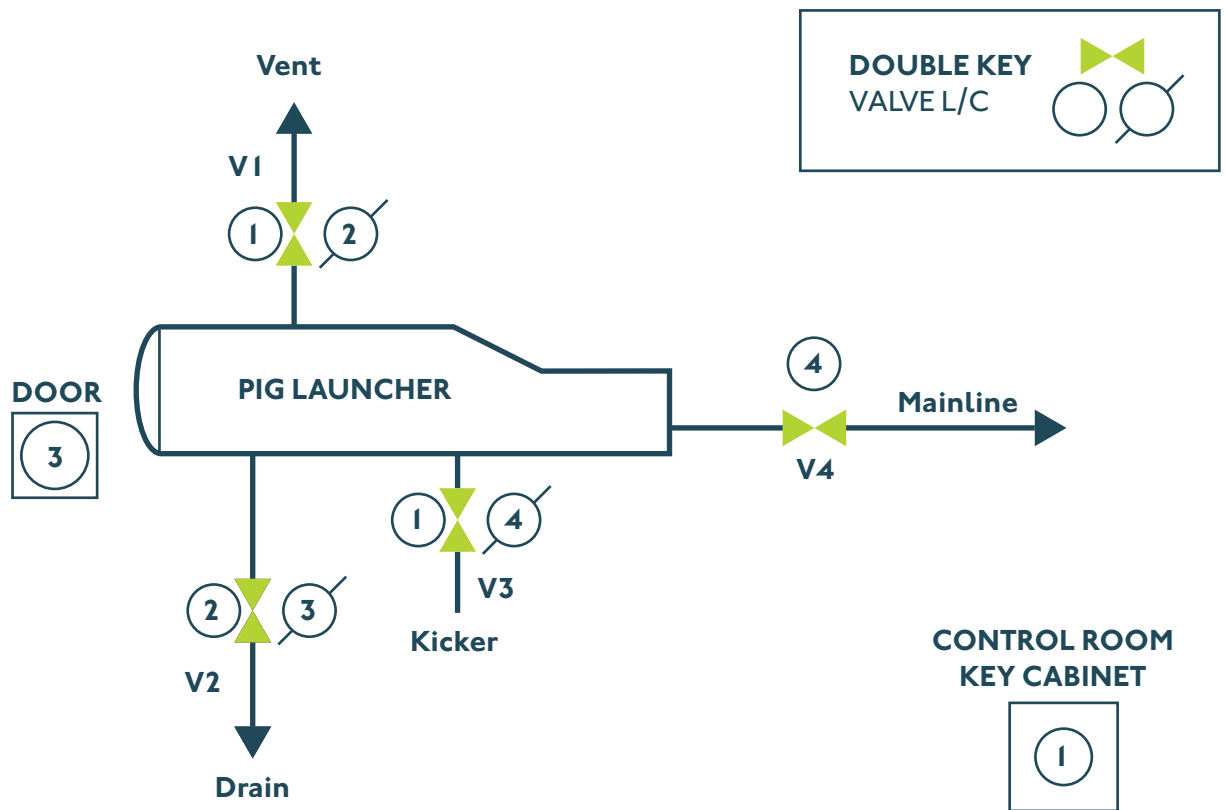 Vent
DOUBLE KEY
VALVE L/C
V1
1
2
4
DOOR
PIG LAUNCHER
Mainline
3
V4
1
4
V3
2
3
Kicker
V2
CONTROL ROOM
KEY CABINET
1
Drain